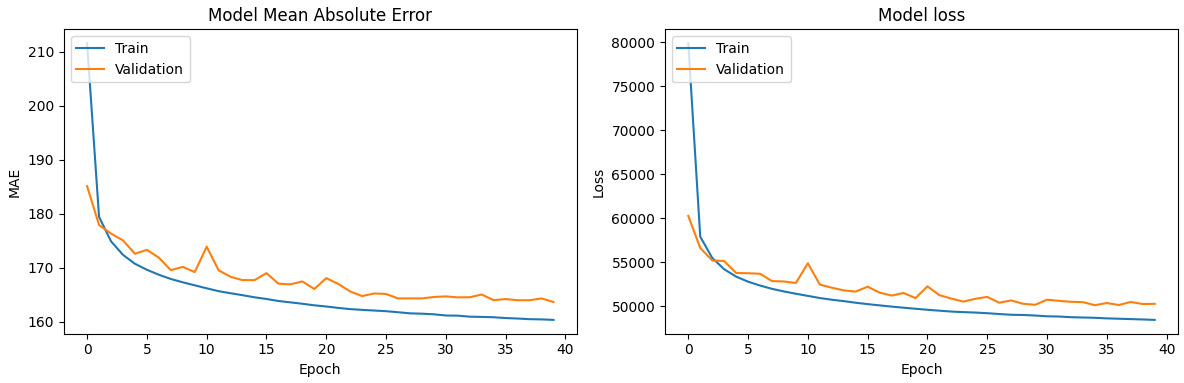 Model Mean Absolute Error
Train
Validation
MAE
210
200
190
180
170
160
0 5 10 15 20 25 30 35 40
Epoch
Model loss
Train
Validation
Loss
80000
75000
70000
65000
60000
55000
50000
0 5 10 15 20 25 30 35 40
Epoch